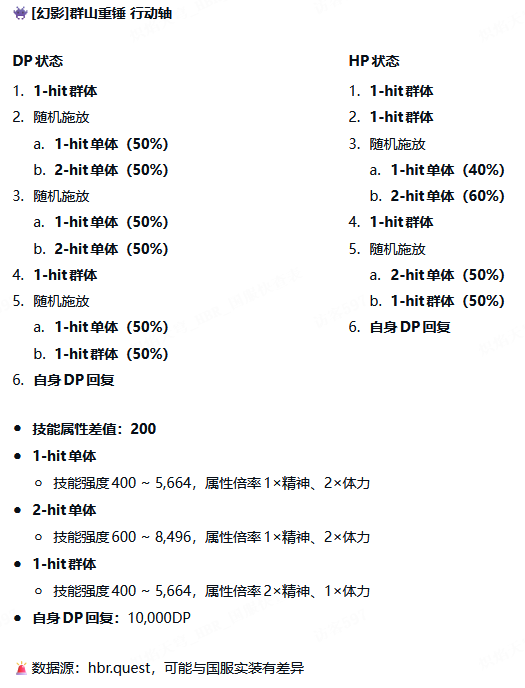 👾 [幻影]群山重锤 行动轴
DP 状态
1. 1-hit 群体
2. 随机施放
a. 1-hit 单体（50%）
b. 2-hit 单体（50%）
3. 随机施放
a. 1-hit 单体（50%）
b. 2-hit 单体（50%）
4. 1-hit 群体
5. 随机施放
a. 1-hit 单体（50%）
b. 1-hit 群体（50%）
6. 自身 DP 回复
HP 状态
1. 1-hit 群体
2. 1-hit 群体
3. 随机施放
a. 1-hit 单体（40%）
b. 2-hit 单体（60%）
4. 1-hit 群体
5. 随机施放
a. 2-hit 单体（50%）
b. 1-hit 群体（50%）
6. 自身 DP 回复
● 技能属性差值：200
● 1-hit 单体
○ 技能强度 400 ~ 5,664，属性倍率 1×精神、2×体力
● 2-hit 单体
○ 技能强度 600 ~ 8,496，属性倍率 1×精神、2×体力
● 1-hit 群体
○ 技能强度 400 ~ 5,664，属性倍率 2×精神、1×体力
● 自身 DP 回复：10,000DP
🚨 数据源：hbr.quest，可能与国服实装有差异